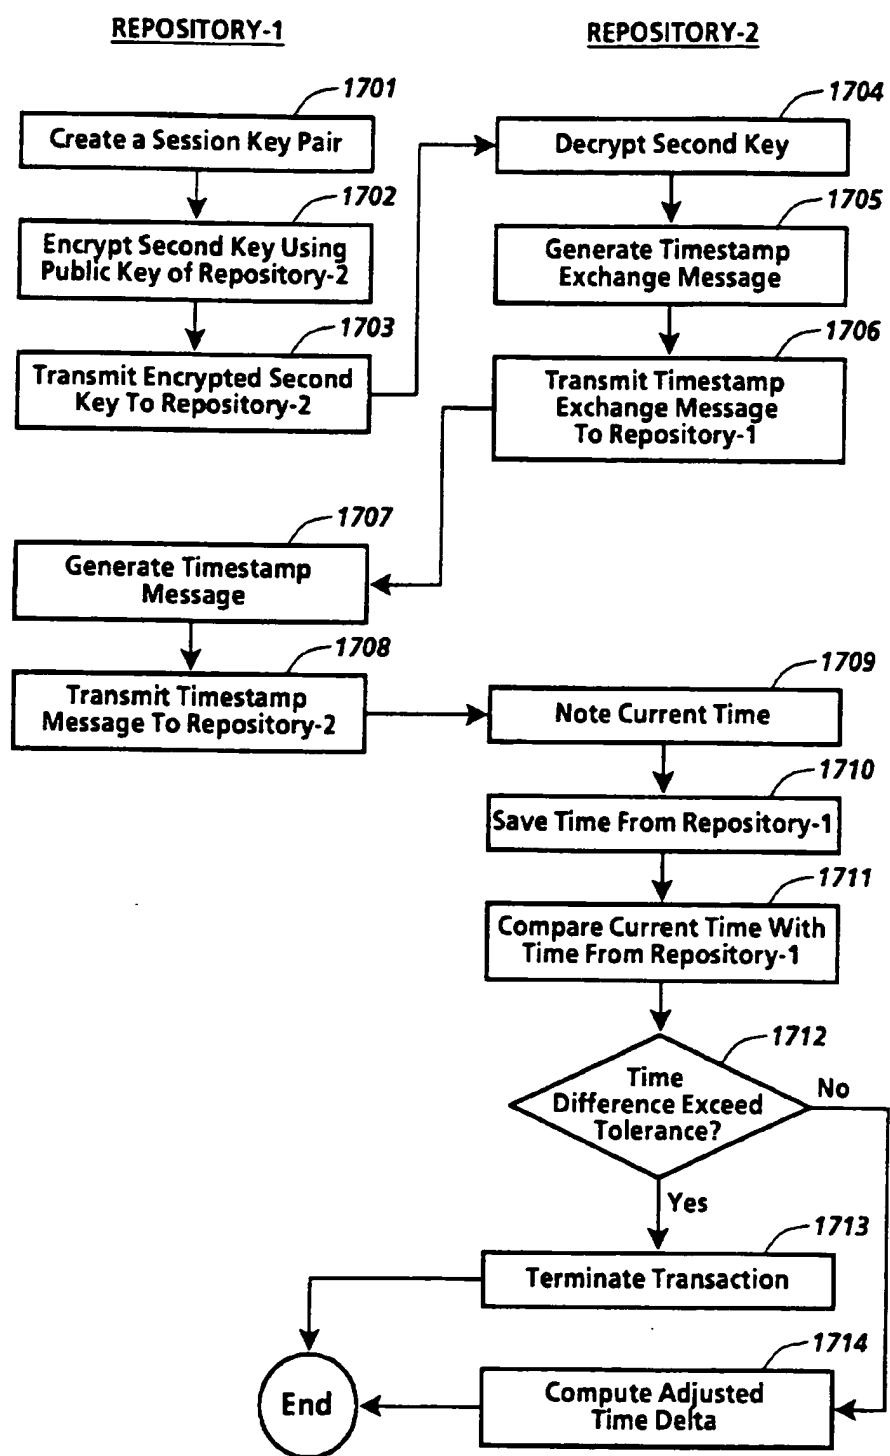 REPOSITORY-1
REPOSITORY-2
1701
Create a Session Key Pair
1702
Encrypt Second Key Using
Public Key of Repository-2
1703
Transmit Encrypted Second
Key To Repository-2
1704
Decrypt Second Key
1705
Generate Timestamp
Exchange Message
1706
Transmit Timestamp
Exchange Message
To Repository-1
1707
Generate Timestamp
Message
1708
Transmit Timestamp
Message To Repository-2
1709
Note Current Time
1710
Save Time From Repository-1
1711
Compare Current Time With
Time From Repository-1
1712
Time
Difference Exceed
Tolerance?
No
Yes
1713
Terminate Transaction
1714
Compute Adjusted
Time Delta
End